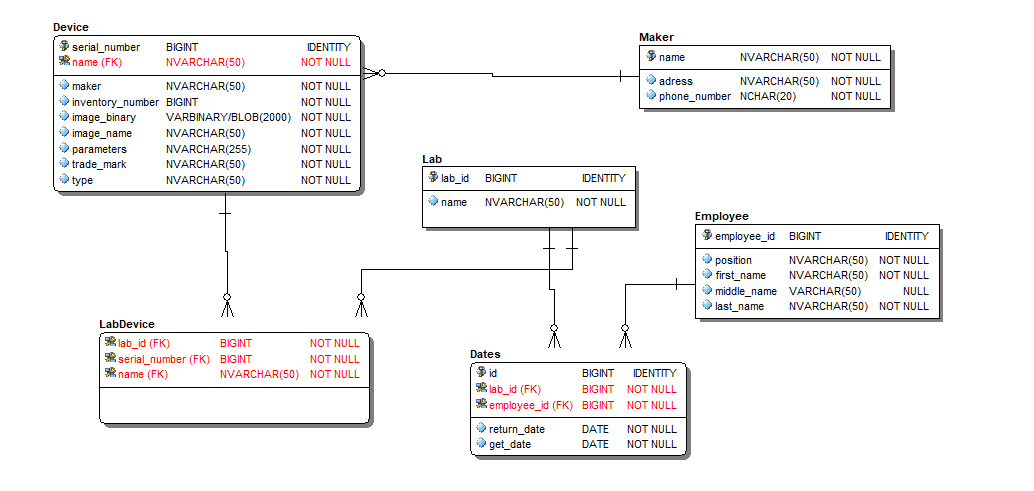 Device
serial_number BIGINT IDENTITY
name (FK) NVARCHAR(50) NOT NULL
maker NVARCHAR(50) NOT NULL
inventory_number BIGINT NOT NULL
image_binary VARBINARY/BLOB(2000) NOT NULL
image_name NVARCHAR(50) NOT NULL
parameters NVARCHAR(255) NOT NULL
trade_mark NVARCHAR(50) NOT NULL
type NVARCHAR(50) NOT NULL
Maker
name NVARCHAR(50) NOT NULL
adress NVARCHAR(50) NOT NULL
phone_number NCHAR(20) NOT NULL
Lab
lab_id BIGINT IDENTITY
name NVARCHAR(50) NOT NULL
Employee
employee_id BIGINT IDENTITY
position NVARCHAR(50) NOT NULL
first_name NVARCHAR(50) NOT NULL
middle_name VARCHAR(50) NULL
last_name NVARCHAR(50) NOT NULL
LabDevice
lab_id (FK) BIGINT NOT NULL
serial_number (FK) BIGINT NOT NULL
name (FK) NVARCHAR(50) NOT NULL
Dates
id BIGINT IDENTITY
lab_id (FK) BIGINT NOT NULL
employee_id (FK) BIGINT NOT NULL
return_date DATE NOT NULL
get_date DATE NOT NULL